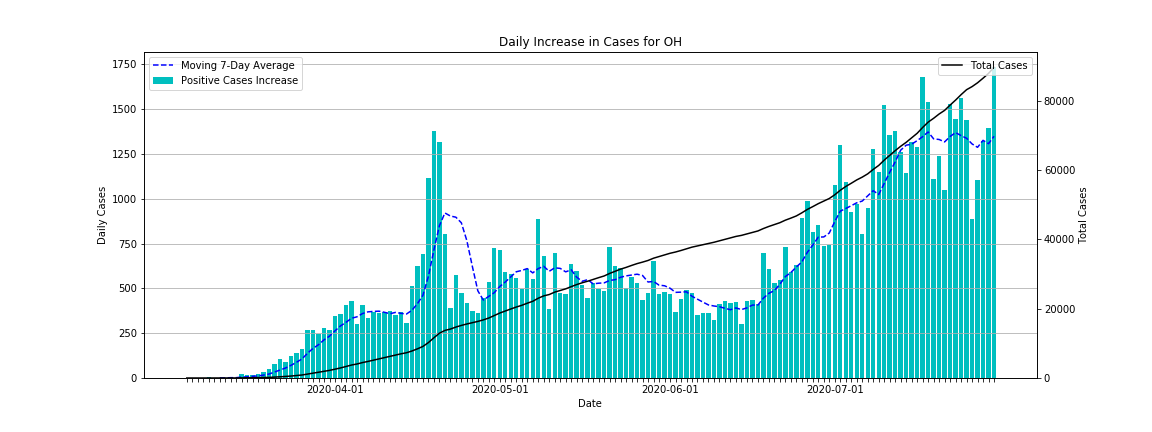 Daily Increase in Cases for OH
Moving 7-Day Average
Positive Cases Increase
Total Cases
Daily Cases
1750
1500
1250
1000
750
500
250
0
80000
60000
40000
20000
0
Total Cases
2020-04-01
2020-05-01
2020-06-01
2020-07-01
Date